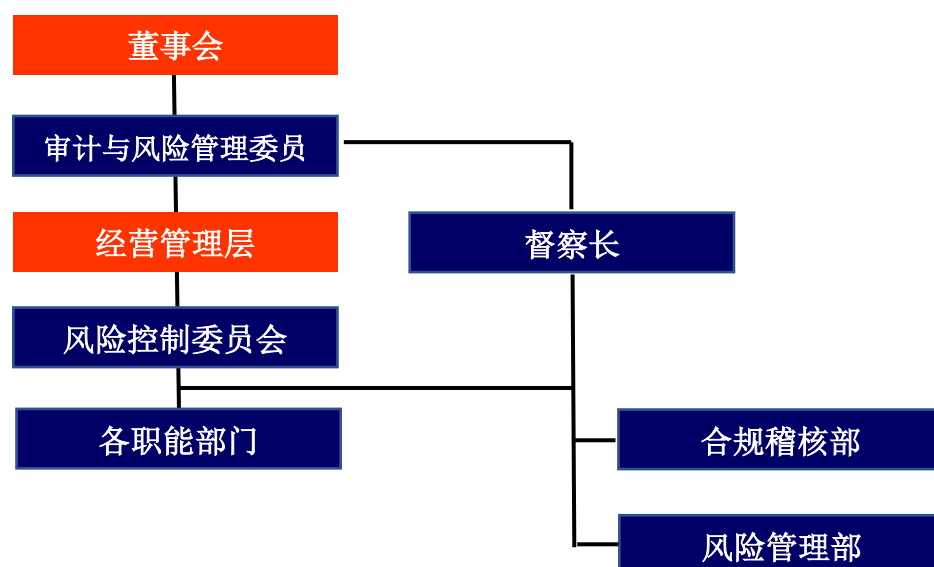 董事会
审计与风险管理委员
经营管理层
督察长
风险控制委员会
各职能部门
合规稽核部
风险管理部